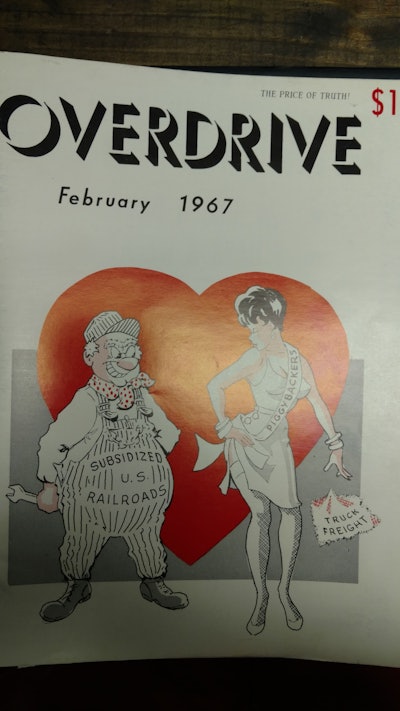 THE PRICE OF TRUTH!
$1
OVERDRIVE
February 1967
PIGGYBACKERS
SUBSIDIZED
U.S.
RAILROADS
TRUCK
FREIGHT